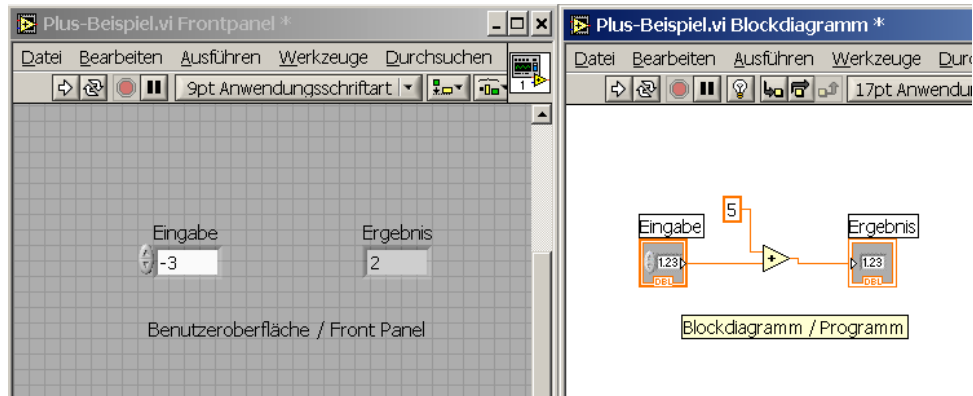 Plus-Beispiel.vi Frontpanel *
Datei Bearbeiten Ausführen Werkzeuge Durchsuchen
9pt Anwendungsschriftart
1
Eingabe
Ergebnis
-3
2
Benutzeroberfläche / Front Panel
Plus-Beispiel.vi Blockdiagramm *
Datei Bearbeiten Ausführen Werkzeuge Durc
17pt Anwendun
5
Eingabe
Ergebnis
1.23
DBL
+
1.23
DBL
Blockdiagramm / Programm